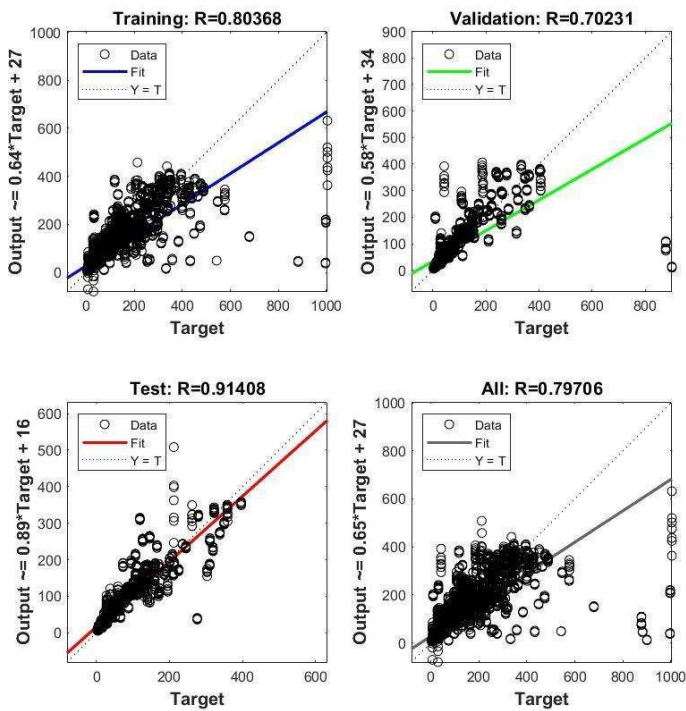 Training: R=0.80368
Output ~= 0.64*Target + 27
1000
800
600
400
200
0
Data
Fit
Y = T
0 200 400 600 800 1000
Target
Validation: R=0.70231
Output ~= 0.58*Target + 34
900
800
700
600
500
400
300
200
100
0
Data
Fit
Y = T
0 200 400 600 800
Target
Test: R=0.91408
Output ~= 0.89*Target + 16
600
500
400
300
200
100
0
Data
Fit
Y = T
0 200 400 600
Target
All: R=0.79706
Output ~= 0.65*Target + 27
1000
800
600
400
200
0
Data
Fit
Y = T
0 200 400 600 800 1000
Target